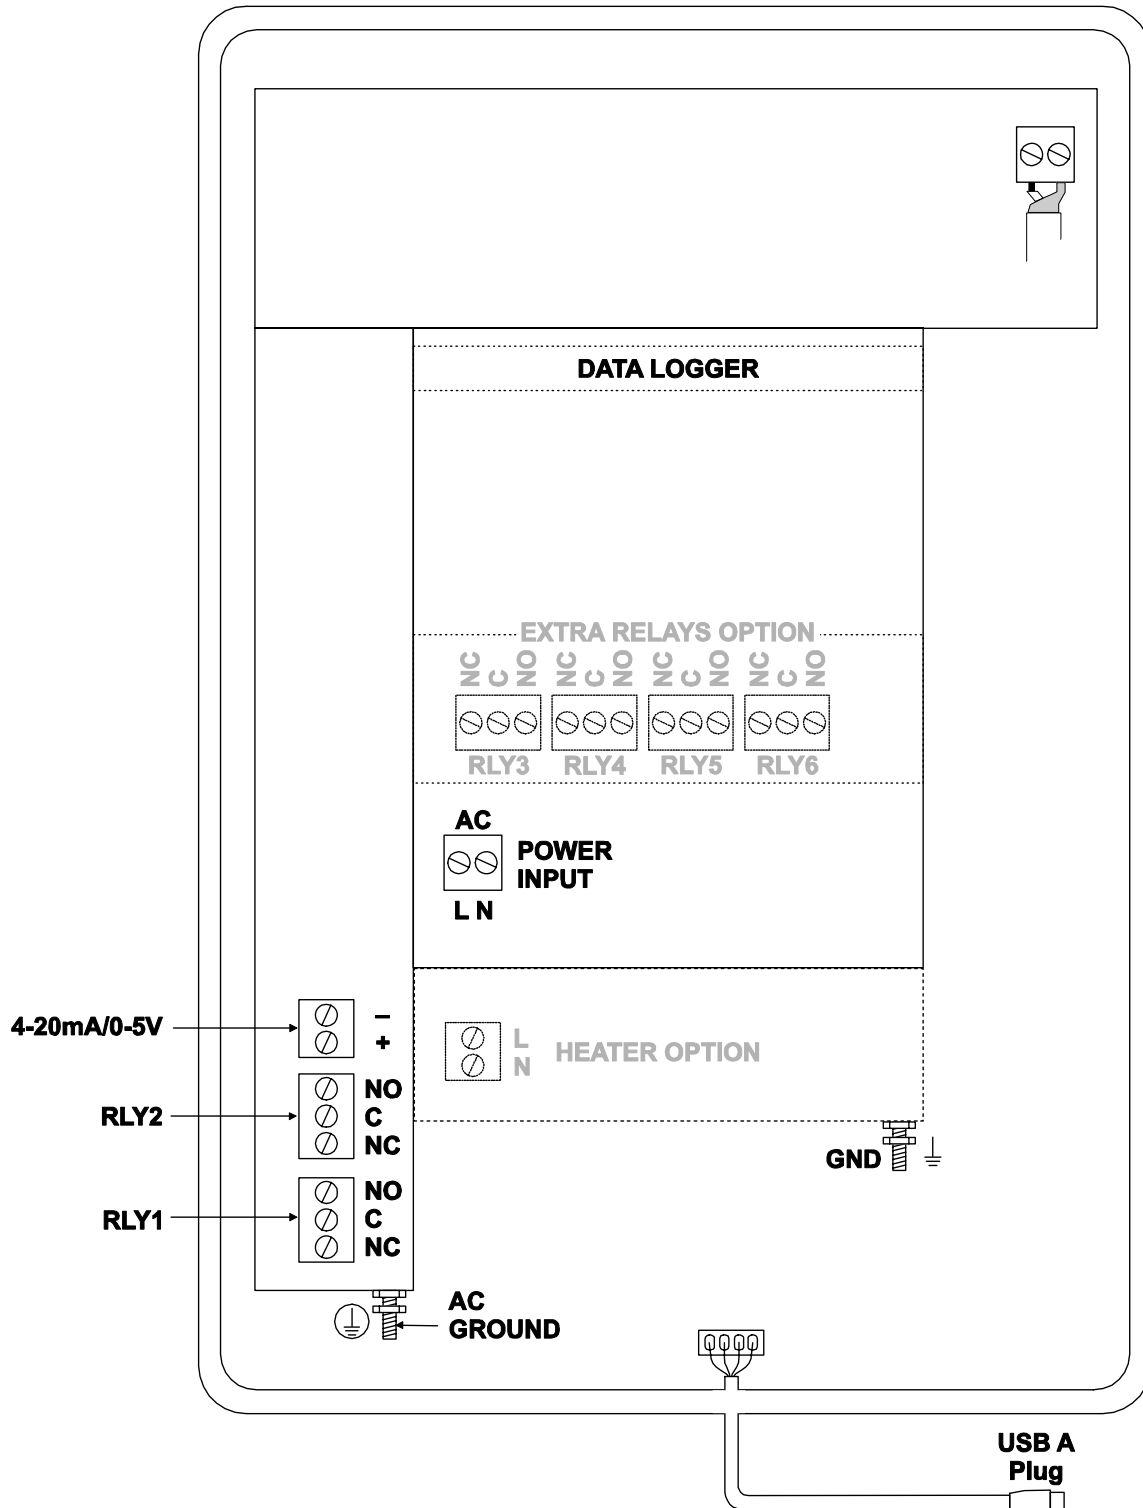 DATA LOGGER
EXTRA RELAYS OPTION
NC C NO NC C NO NC C NO NC C NO
RLY3 RLY4 RLY5 RLY6
AC
POWER
INPUT
L N
4-20mA/0-5V
–
+
L
N
HEATER OPTION
RLY2
NO
C
NC
GND
RLY1
NO
C
NC
AC
GROUND
USB A
Plug